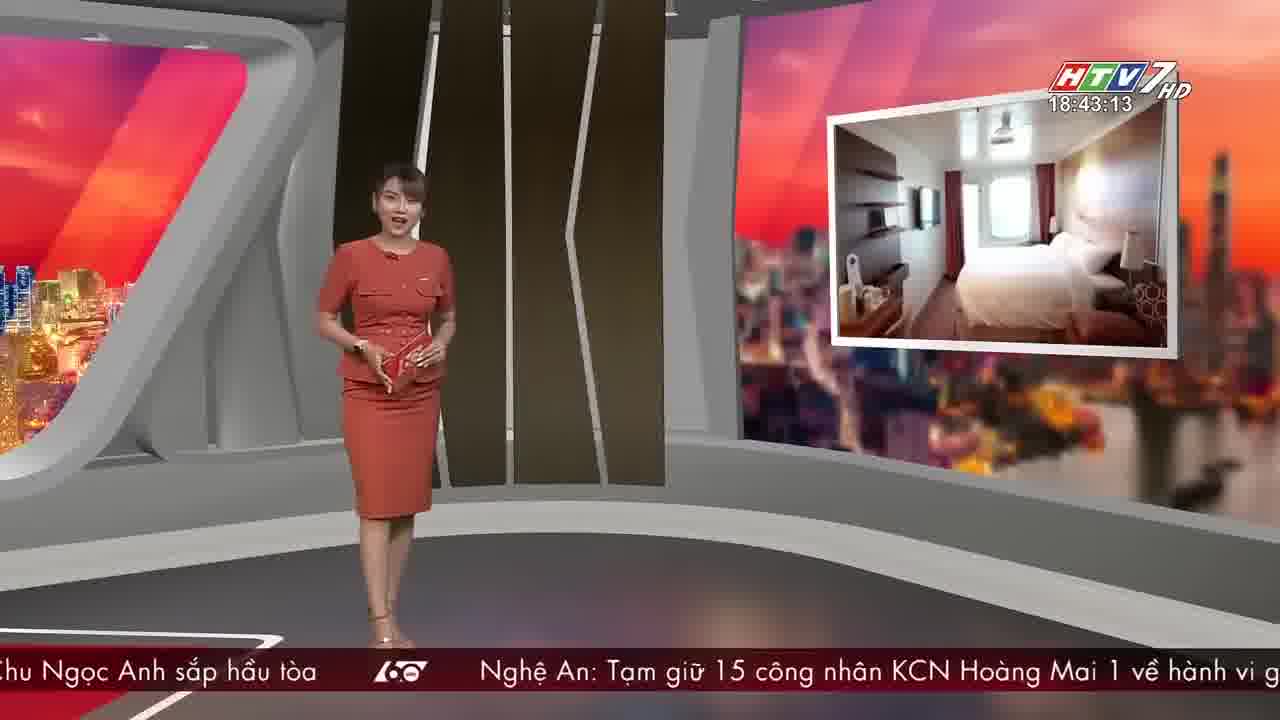 HTV7 HD
18:43:13
Chu Ngọc Anh sắp hầu tòa 60 Nghệ An: Tạm giữ 15 công nhân KCN Hoàng Mai 1 về hành vi g